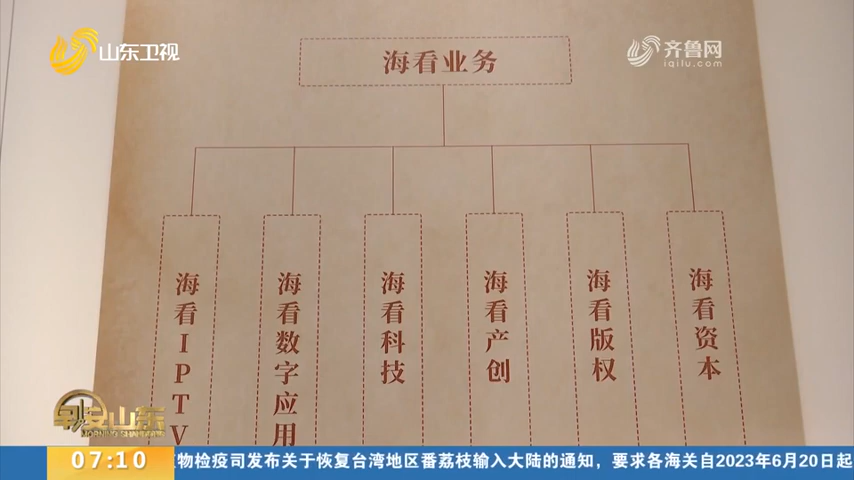 山东卫视
齐鲁网
iqilu.com
海看业务
海看IPTV
海看数字应用
海看科技
海看产创
海看版权
海看资本
早安山东
MORNING SHANDONG
07:10
物检疫司发布关于恢复台湾地区番荔枝输入大陆的通知，要求各海关自2023年6月20日起